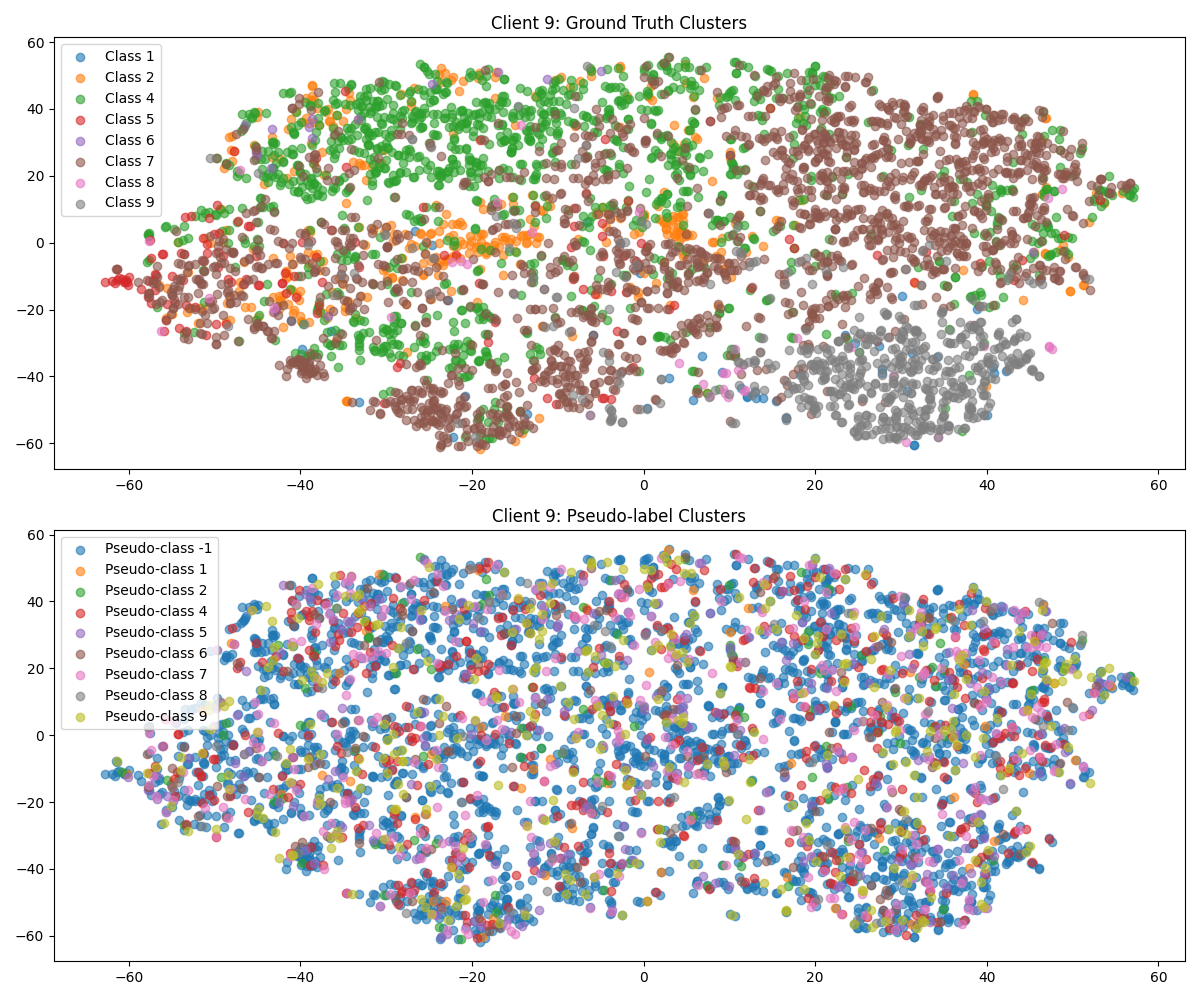 Client 9: Ground Truth Clusters
60
40
20
0
−20
−40
−60
Class 1
Class 2
Class 4
Class 5
Class 6
Class 7
Class 8
Class 9
−60 −40 −20 0 20 40 60
Client 9: Pseudo-label Clusters
60
40
20
0
−20
−40
−60
Pseudo-class -1
Pseudo-class 1
Pseudo-class 2
Pseudo-class 4
Pseudo-class 5
Pseudo-class 6
Pseudo-class 7
Pseudo-class 8
Pseudo-class 9
−60 −40 −20 0 20 40 60